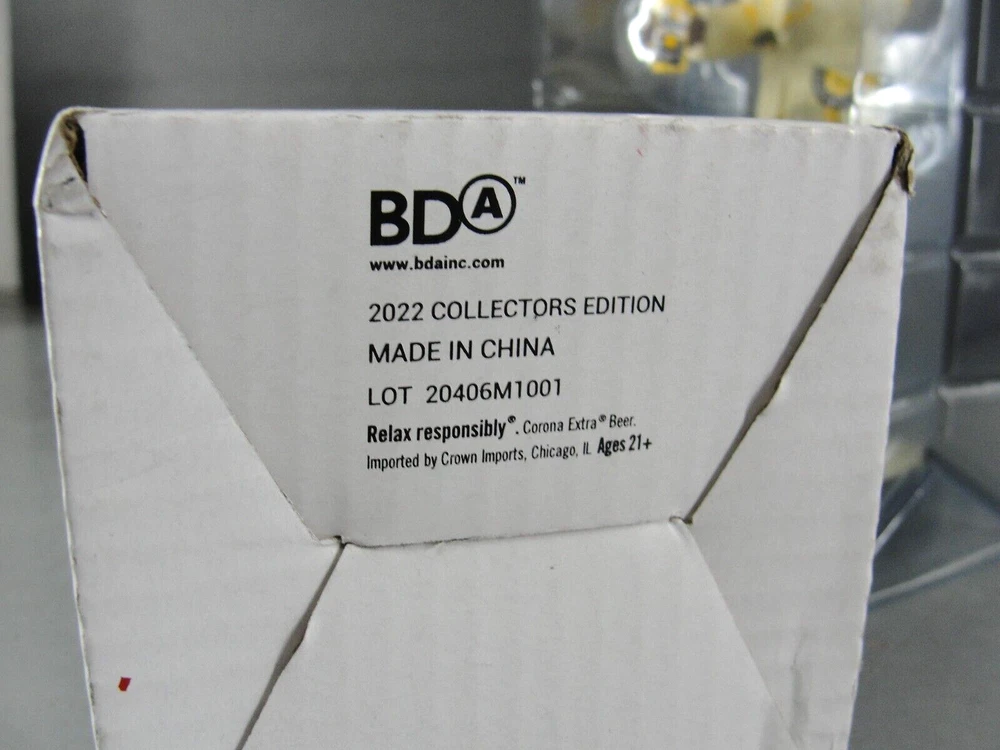 BDA™
www.bdainc.com
2022 COLLECTORS EDITION
MADE IN CHINA
LOT 20406M1001
Relax responsibly®. Corona Extra® Beer.
Imported by Crown Imports, Chicago, IL Ages 21+